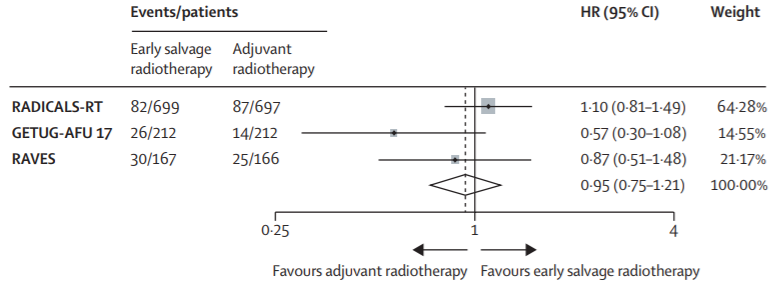 Events/patients HR (95% CI) Weight
Early salvage radiotherapy Adjuvant radiotherapy
RADICALS-RT 82/699 87/697 1·10 (0·81–1·49) 64·28%
GETUG-AFU 17 26/212 14/212 0·57 (0·30–1·08) 14·55%
RAVES 30/167 25/166 0·87 (0·51–1·48) 21·17%
0·95 (0·75–1·21) 100·00%
0·25 1 4
Favours adjuvant radiotherapy Favours early salvage radiotherapy